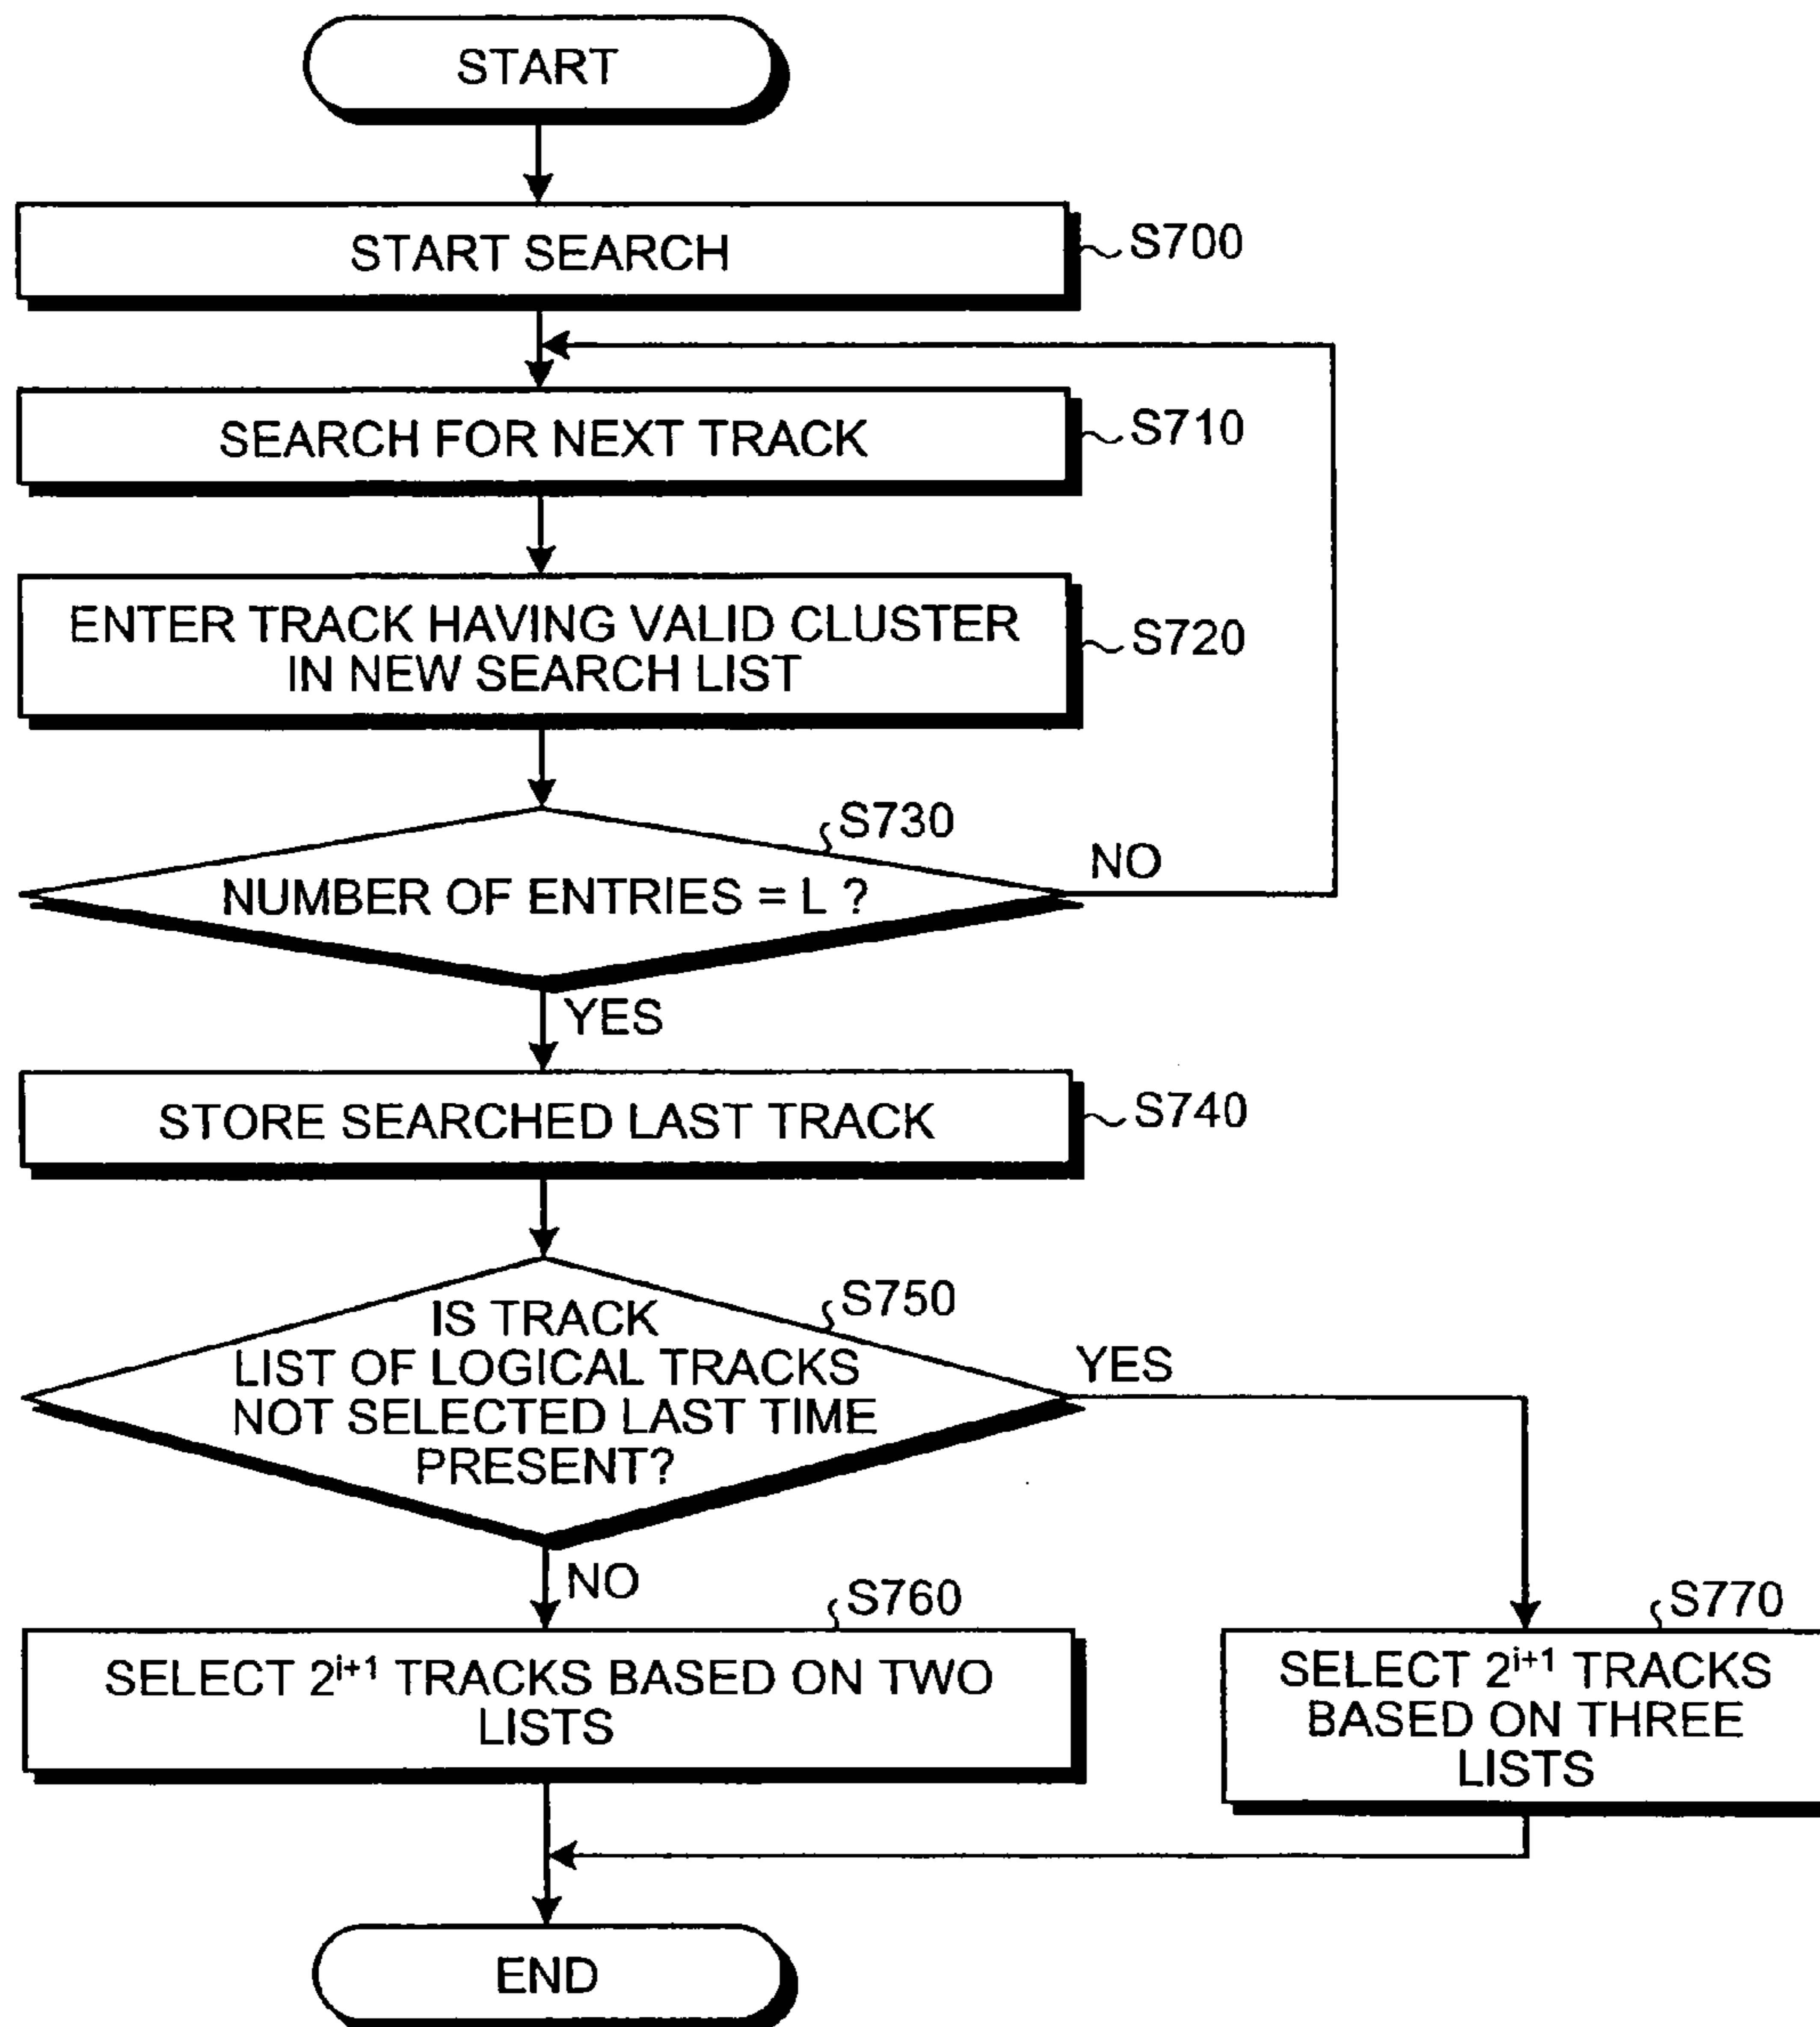 START
START SEARCH
S700
SEARCH FOR NEXT TRACK
S710
ENTER TRACK HAVING VALID CLUSTER
IN NEW SEARCH LIST
S720
S730
NUMBER OF ENTRIES = L ?
NO
YES
STORE SEARCHED LAST TRACK
S740
S750
IS TRACK
LIST OF LOGICAL TRACKS
NOT SELECTED LAST TIME
PRESENT?
YES
NO
S760
SELECT 2^{i+1} TRACKS BASED ON TWO
LISTS
S770
SELECT 2^{i+1} TRACKS
BASED ON THREE
LISTS
END